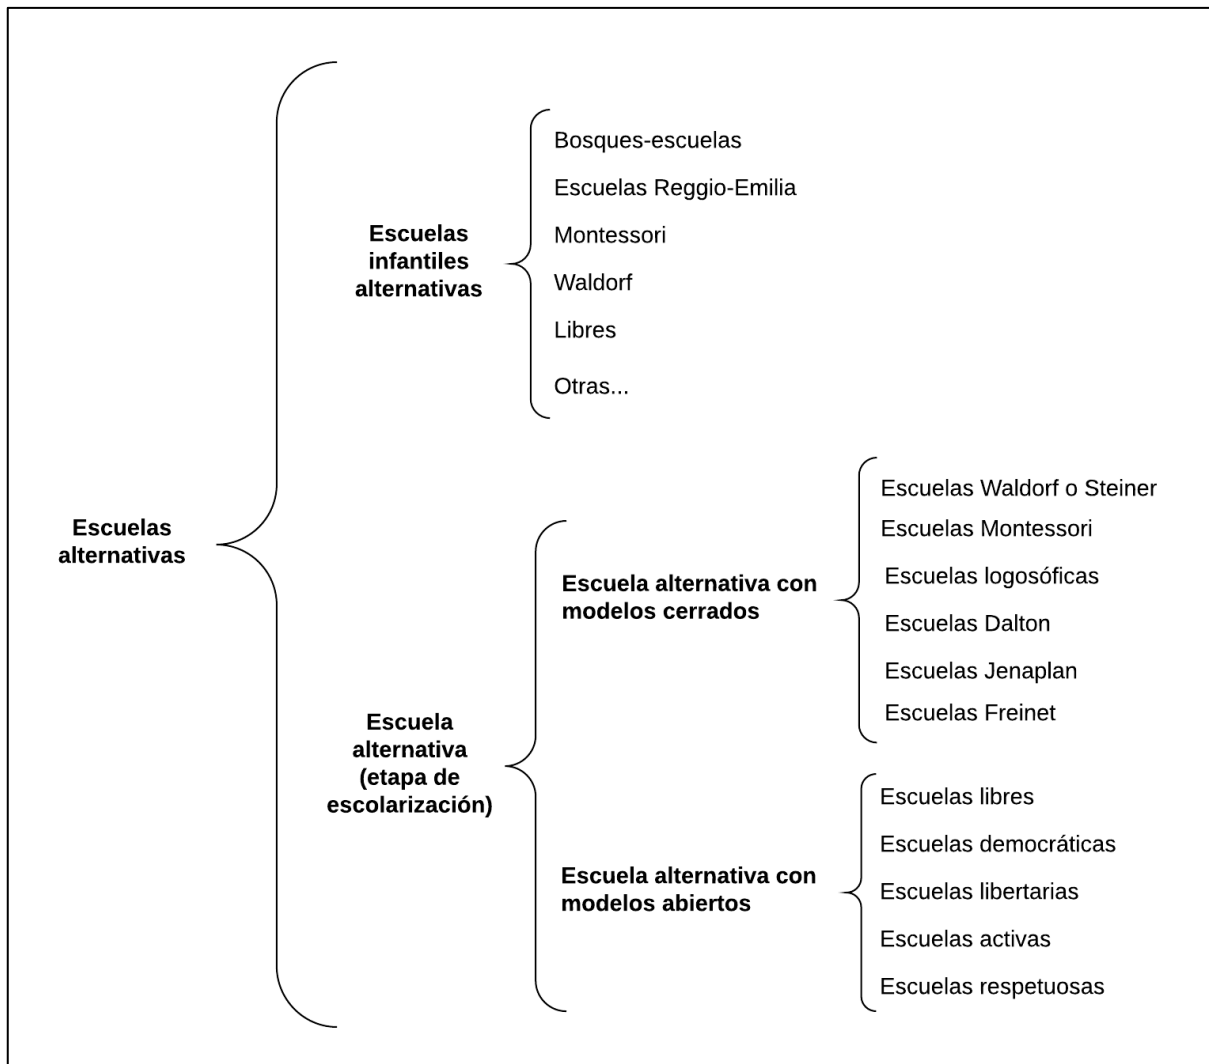 Escuelas
alternativas
Escuelas
infantiles
alternativas
Bosques-escuelas
Escuelas Reggio-Emilia
Montessori
Waldorf
Libres
Otras...
Escuela
alternativa
(etapa de
escolarización)
Escuela alternativa con
modelos cerrados
Escuelas Waldorf o Steiner
Escuelas Montessori
Escuelas logosóficas
Escuelas Dalton
Escuelas Jenaplan
Escuelas Freinet
Escuela alternativa con
modelos abiertos
Escuelas libres
Escuelas democráticas
Escuelas libertarias
Escuelas activas
Escuelas respetuosas